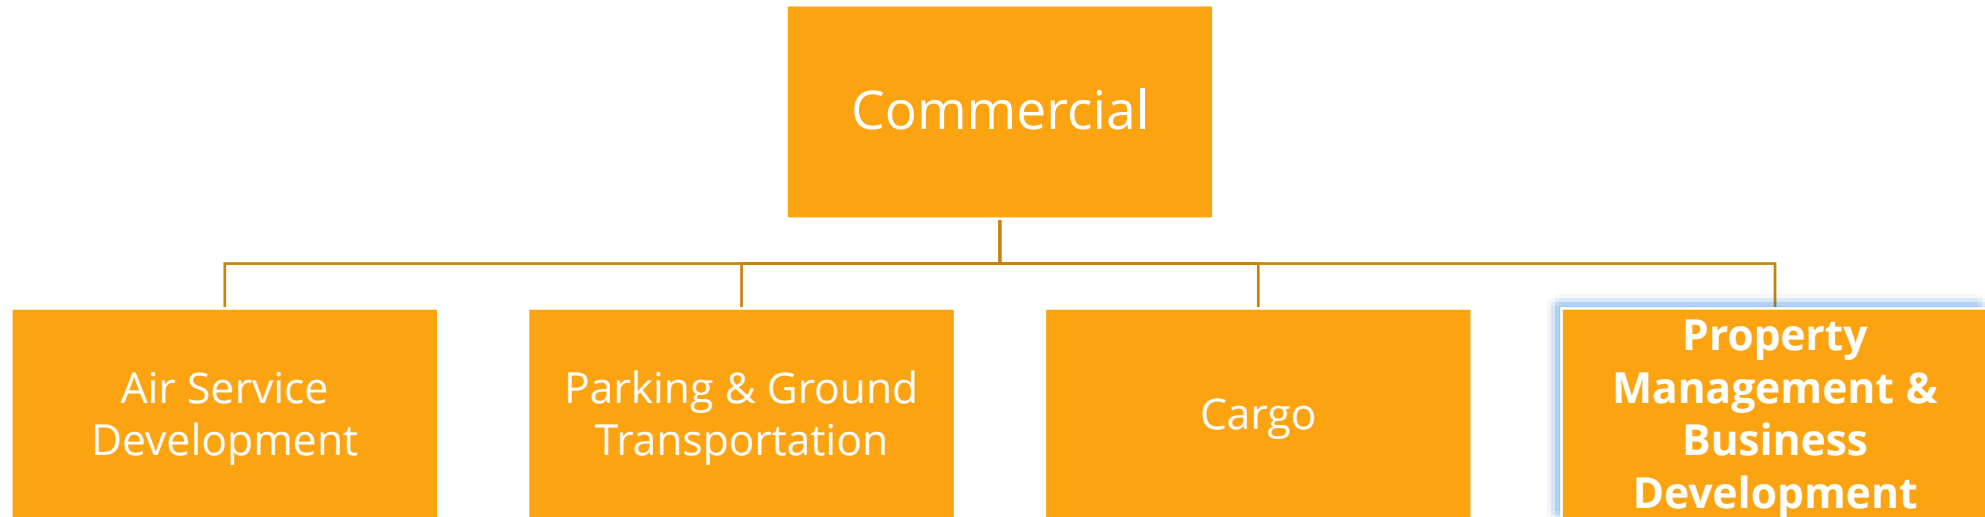 Commercial
Air Service
Development
Parking & Ground
Transportation
Cargo
Property
Management &
Business
Development